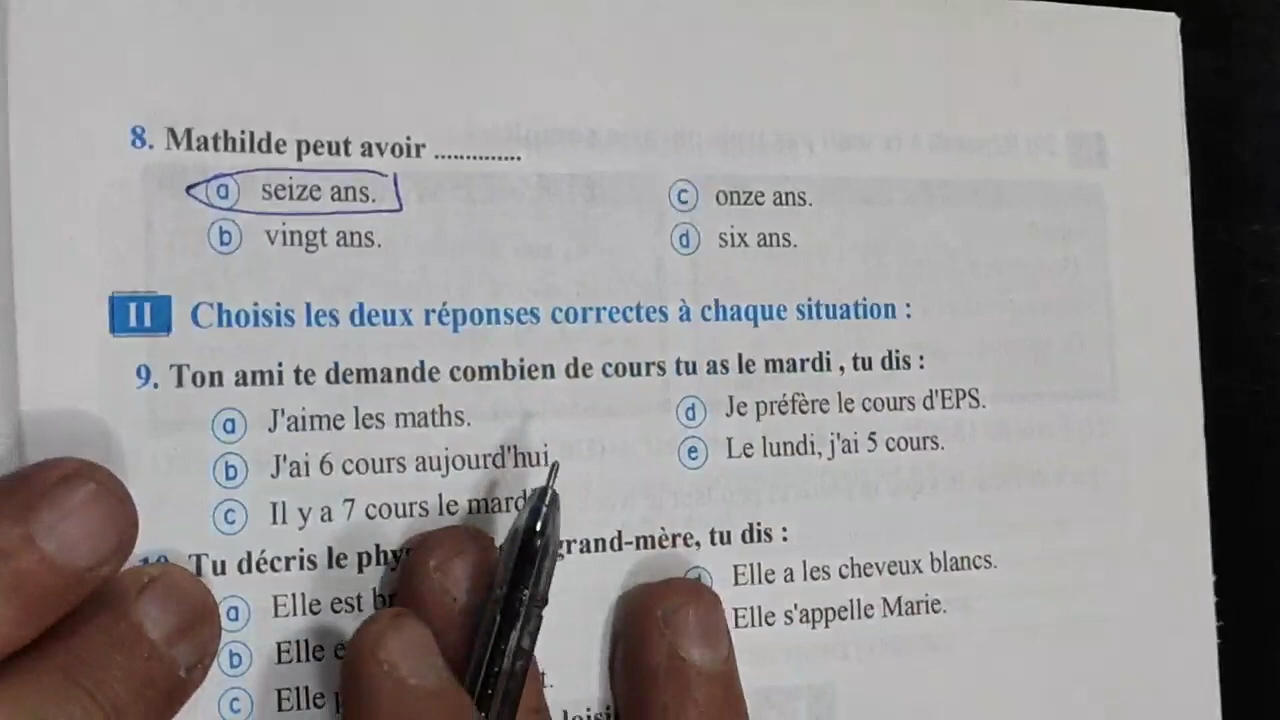 8. Mathilde peut avoir ..............
a seize ans.
b vingt ans.
c onze ans.
d six ans.
II Choisis les deux réponses correctes à chaque situation :
9. Ton ami te demande combien de cours tu as le mardi , tu dis :
a J'aime les maths.
b J'ai 6 cours aujourd'hui.
c Il y a 7 cours le mardi
d Je préfère le cours d'EPS.
e Le lundi, j'ai 5 cours.
10. Tu décris le grand-mère, tu dis :
a Elle est
b Elle
c Elle
d Elle a les cheveux blancs.
Elle s'appelle Marie.